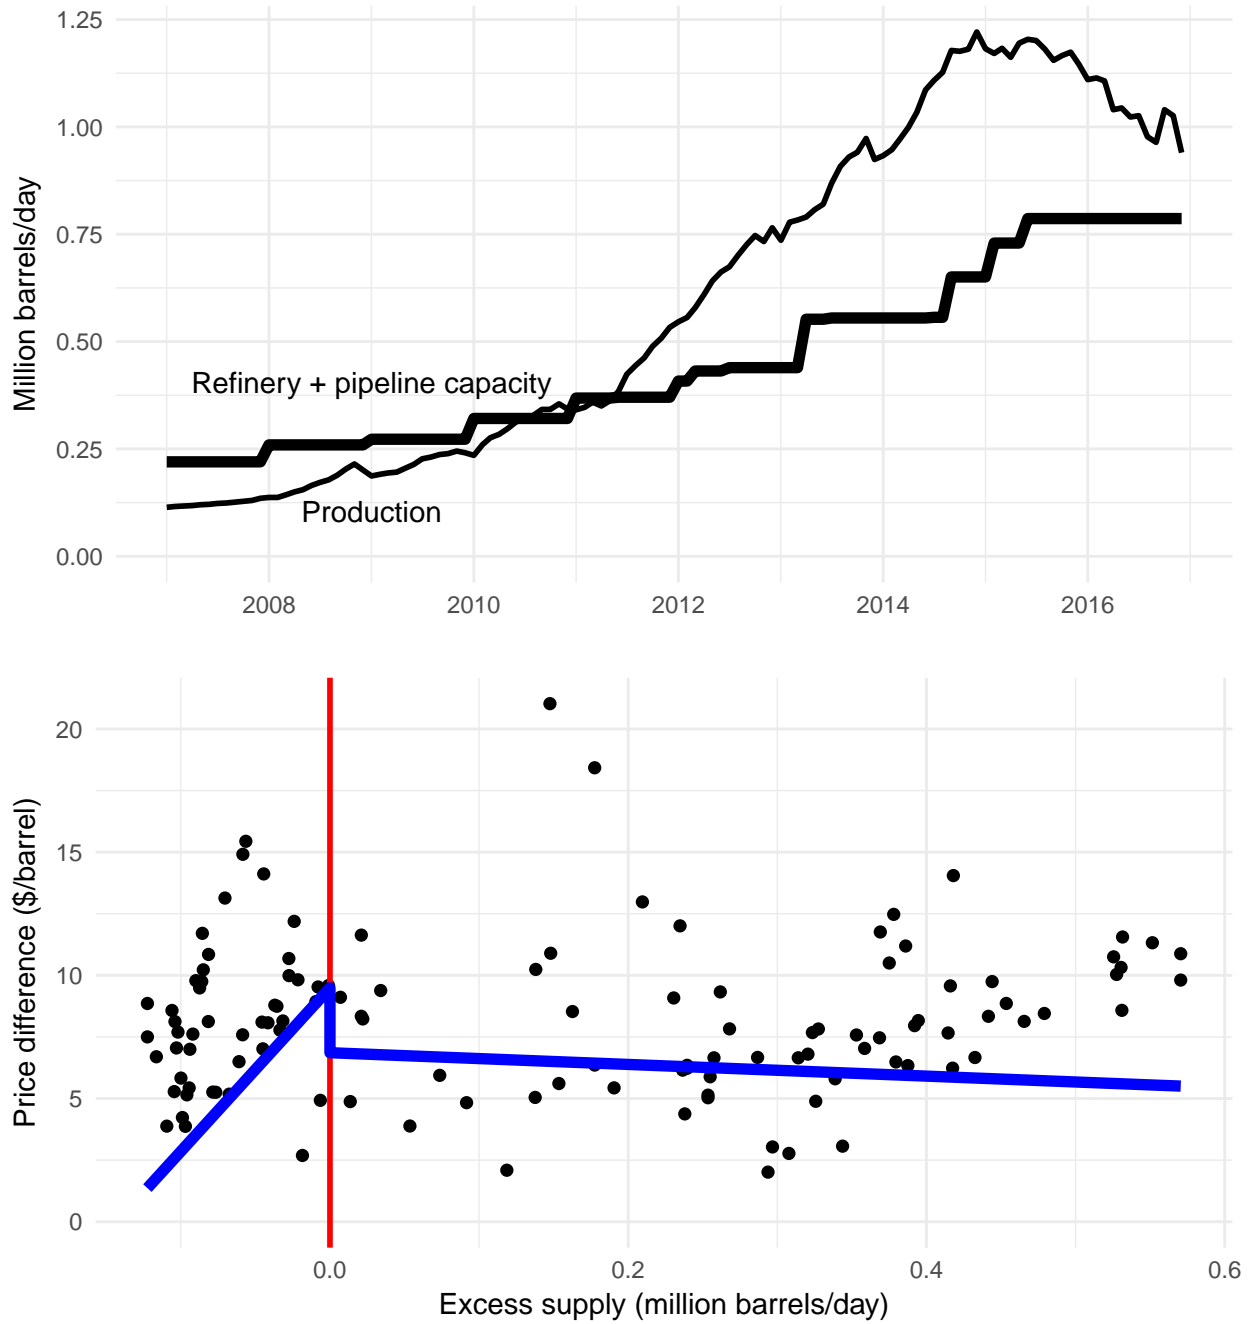 1.25
1.00
0.75
0.50
0.25
0.00
Million barrels/day
Refinery + pipeline capacity
Production
2008 2010 2012 2014 2016
20
15
10
5
0
Price difference ($/barrel)
0.0 0.2 0.4 0.6
Excess supply (million barrels/day)